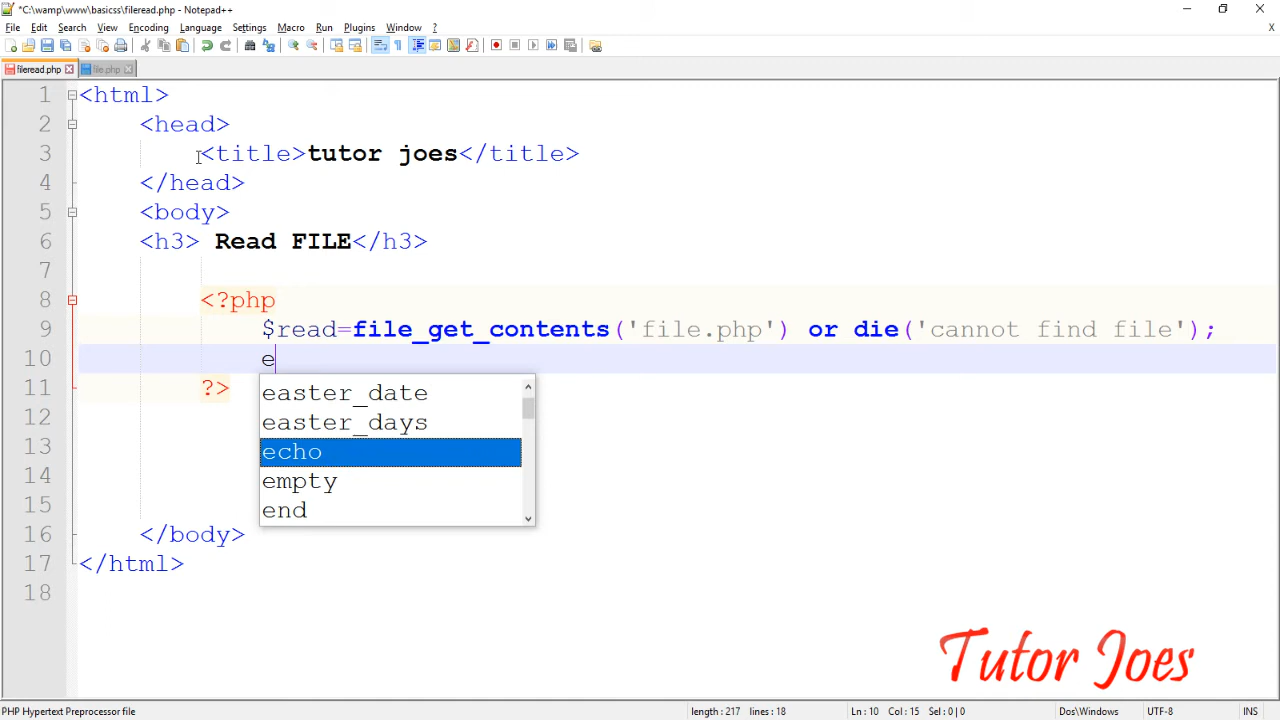 *C:\wamp\www\basicss\fileread.php - Notepad++
File Edit Search View Encoding Language Settings Macro Run Plugins Window ?
X
fileread.php file.php
1 <html>
2 <head>
3 <title>tutor joes</title>
4 </head>
5 <body>
6 <h3> Read FILE</h3>
7
8 <?php
9 $read=file_get_contents('file.php') or die('cannot find file');
10 e
11 ?>
easter_date
12
easter_days
13
echo
14
empty
15
end
16 </body>
17 </html>
18
Tutor Joes
PHP Hypertext Preprocessor file length : 217 lines : 18 Ln : 10 Col : 15 Sel : 0 | 0 Dos\Windows UTF-8 INS